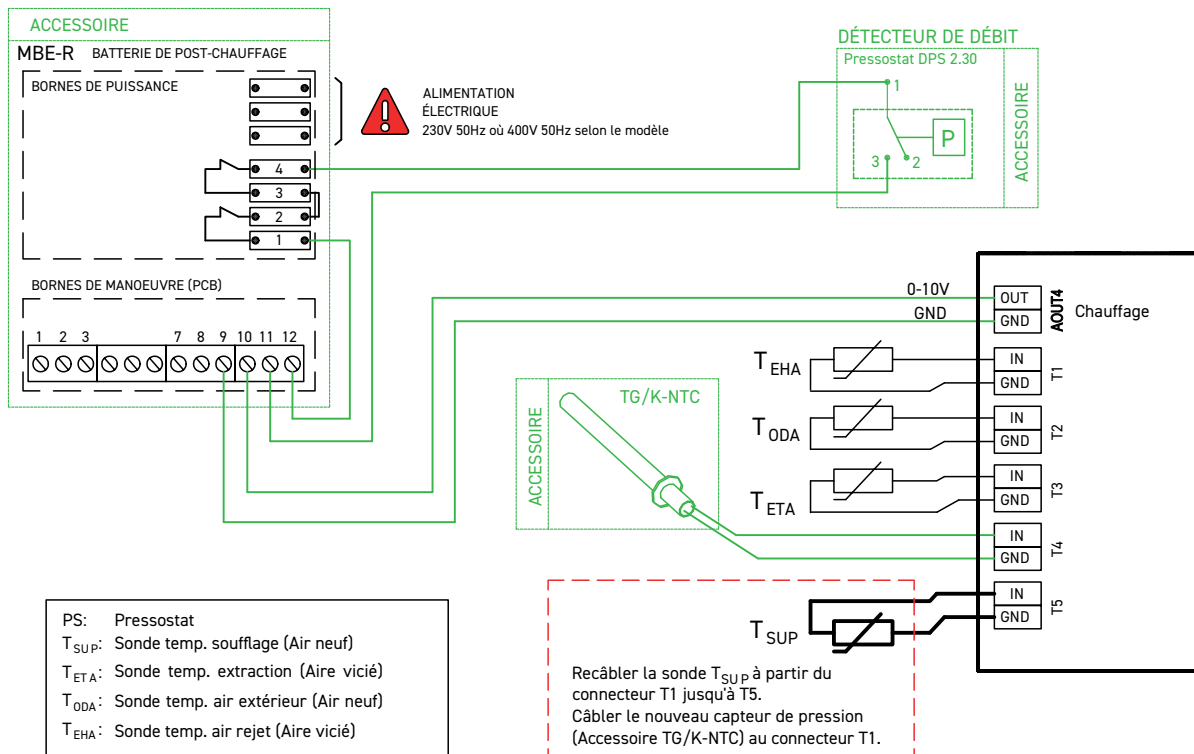 ACCESSOIRE
MBE-R BATTERIE DE POST-CHAUFFAGE
BORNES DE PUISSANCE
ALIMENTATION
ÉLECTRIQUE
230V 50Hz où 400V 50Hz selon le modèle
4
3
2
1
BORNES DE MANOEUVRE (PCB)
1 2 3 7 8 9 10 11 12
DÉTECTEUR DE DÉBIT
Pressostat DPS 2.30
1
P
3 2
ACCESSOIRE
0-10V
GND
OUT
GND
AOUT4
Chauffage
T EHA
IN
GND
T1
T ODA
IN
GND
T2
T ETA
IN
GND
T3
IN
GND
T4
T SUP
IN
GND
T5
ACCESSOIRE
TG/K-NTC
PS: Pressostat
TSUP: Sonde temp. soufflage (Air neuf)
TETA: Sonde temp. extraction (Aire vicié)
TODA: Sonde temp. air extérieur (Air neuf)
TEHA: Sonde temp. air rejet (Aire vicié)
Recâbler la sonde TSUP à partir du
connecteur T1 jusqu'à T5.
Câbler le nouveau capteur de pression
(Accessoire TG/K-NTC) au connecteur T1.